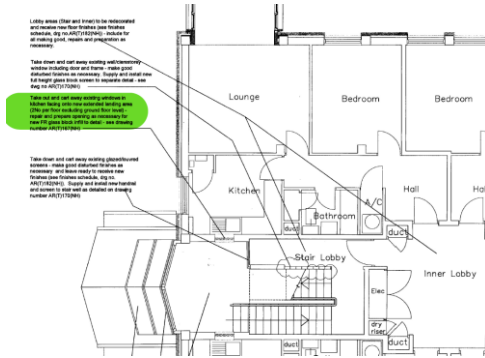 Lobby areas (Stair and Inner) to be redecorated
and receive new floor finishes (see finishes
schedule, drg no.AR(T)182(NH)) - include for
all making good, repairs and preparation as
necessary.
Take down and cart away existing wall/clerestorey
window including door and frame - make good
disturbed finishes as necessary. Supply and install new
full height glass block screen to separate detail - see
dwg no AR(T)170(NH)
Take out and cart away existing windows in
kitchen facing onto new extended landing area
(2No per floor excluding ground floor level) -
repair and prepare opening as necessary for
new FR glass block infill to detail - see drawing
number AR(T)167(NH)
Take down and cart away existing glazed/louvred
screens - make good disturbed finishes as
necessary and leave ready to receive new
finishes (see finishes schedule, drg no.
AR(T)182(NH)). Supply and install new handrail
and screen to stair well as detailed on drawing
number AR(T)172(NH)
Lounge
Bedroom
Bedroom
Kitchen
Bathroom
A/C
Hall
Hal
duct
duct
Stair Lobby
Inner Lobby
Elec
dry
riser
duct
duct
duct